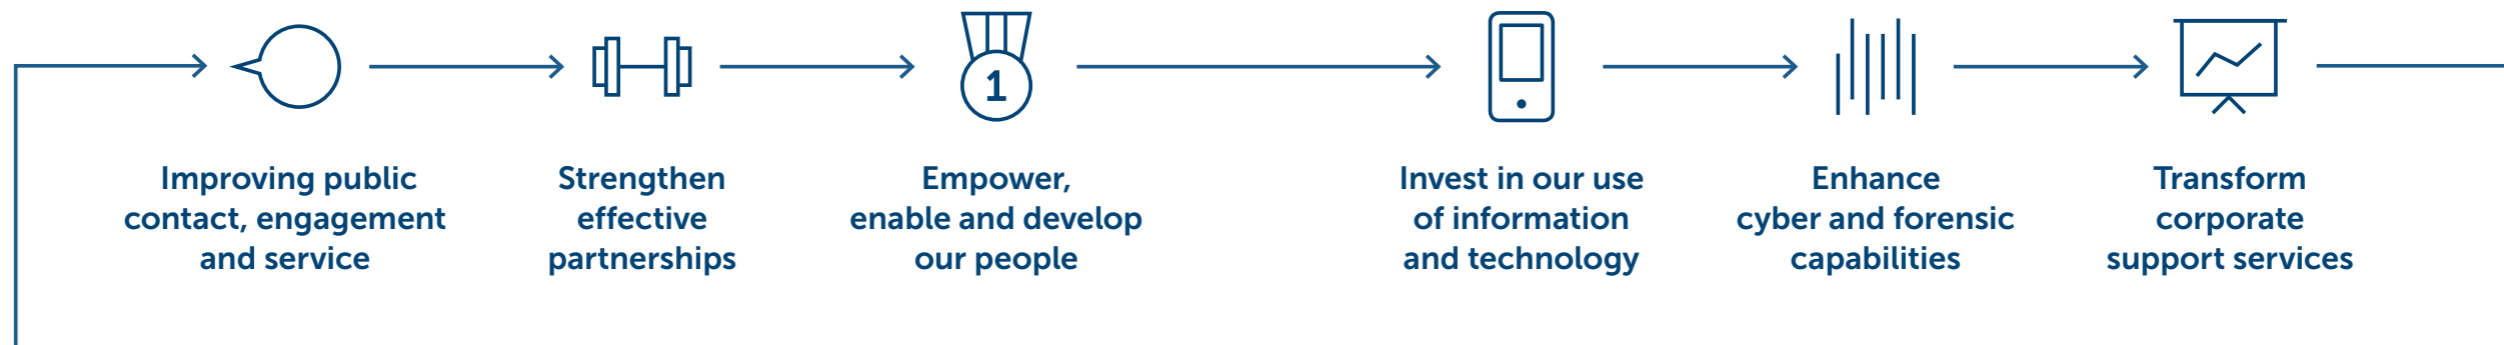 1
Improving public
contact, engagement
and service
Strengthen
effective
partnerships
Empower,
enable and develop
our people
Invest in our use
of information
and technology
Enhance
cyber and forensic
capabilities
Transform
corporate
support services